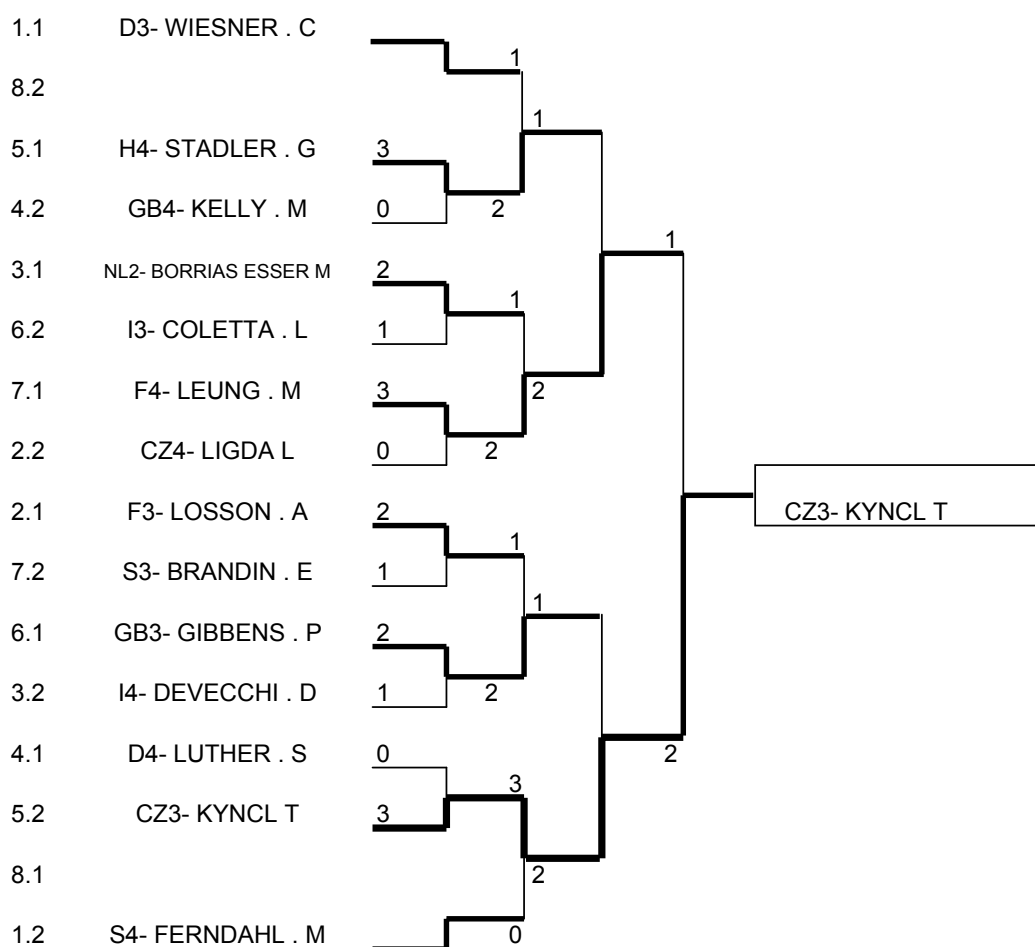 1.1 D3- WIESNER . C
1
8.2
1
5.1 H4- STADLER . G 3
4.2 GB4- KELLY . M 0 2
1
3.1 NL2- BORRIAS ESSER M 2
1
6.2 I3- COLETTA . L 1
7.1 F4- LEUNG . M 3 2
2.2 CZ4- LIGDA L 0 2
2.1 F3- LOSSON . A 2 CZ3- KYNCL T
1
7.2 S3- BRANDIN . E 1
1
6.1 GB3- GIBBENS . P 2
3.2 I4- DEVECCHI . D 1 2
4.1 D4- LUTHER . S 0 2
3
5.2 CZ3- KYNCL T 3
8.1 2
1.2 S4- FERNDAHL . M 0